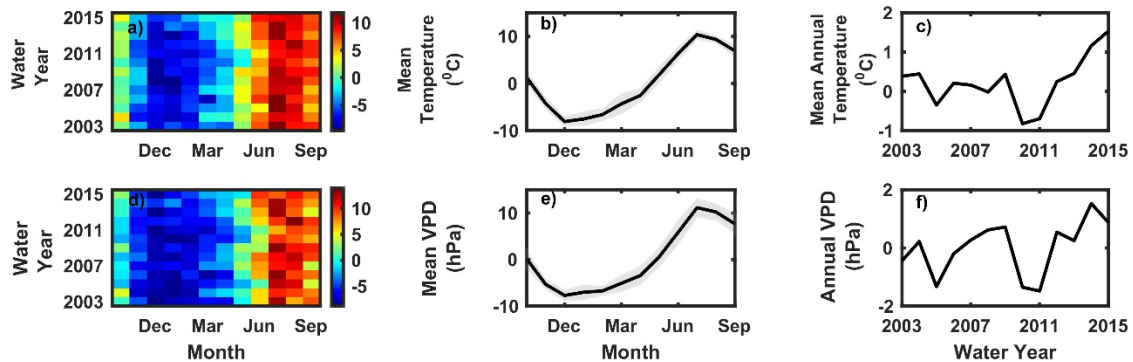 a)
Water
Year
2015
2011
2007
2003
Dec Mar Jun Sep
10
5
0
-5
b)
Mean
Temperature
(⁰C)
10
0
-10
Dec Mar Jun Sep
c)
Mean Annual
Temperature
(⁰C)
2
1
0
-1
2003 2007 2011 2015
d)
Water
Year
2015
2011
2007
2003
Dec Mar Jun Sep
Month
10
5
0
-5
e)
Mean VPD
(hPa)
10
0
-10
Dec Mar Jun Sep
Month
f)
Annual VPD
(hPa)
2
0
-2
2003 2007 2011 2015
Water Year